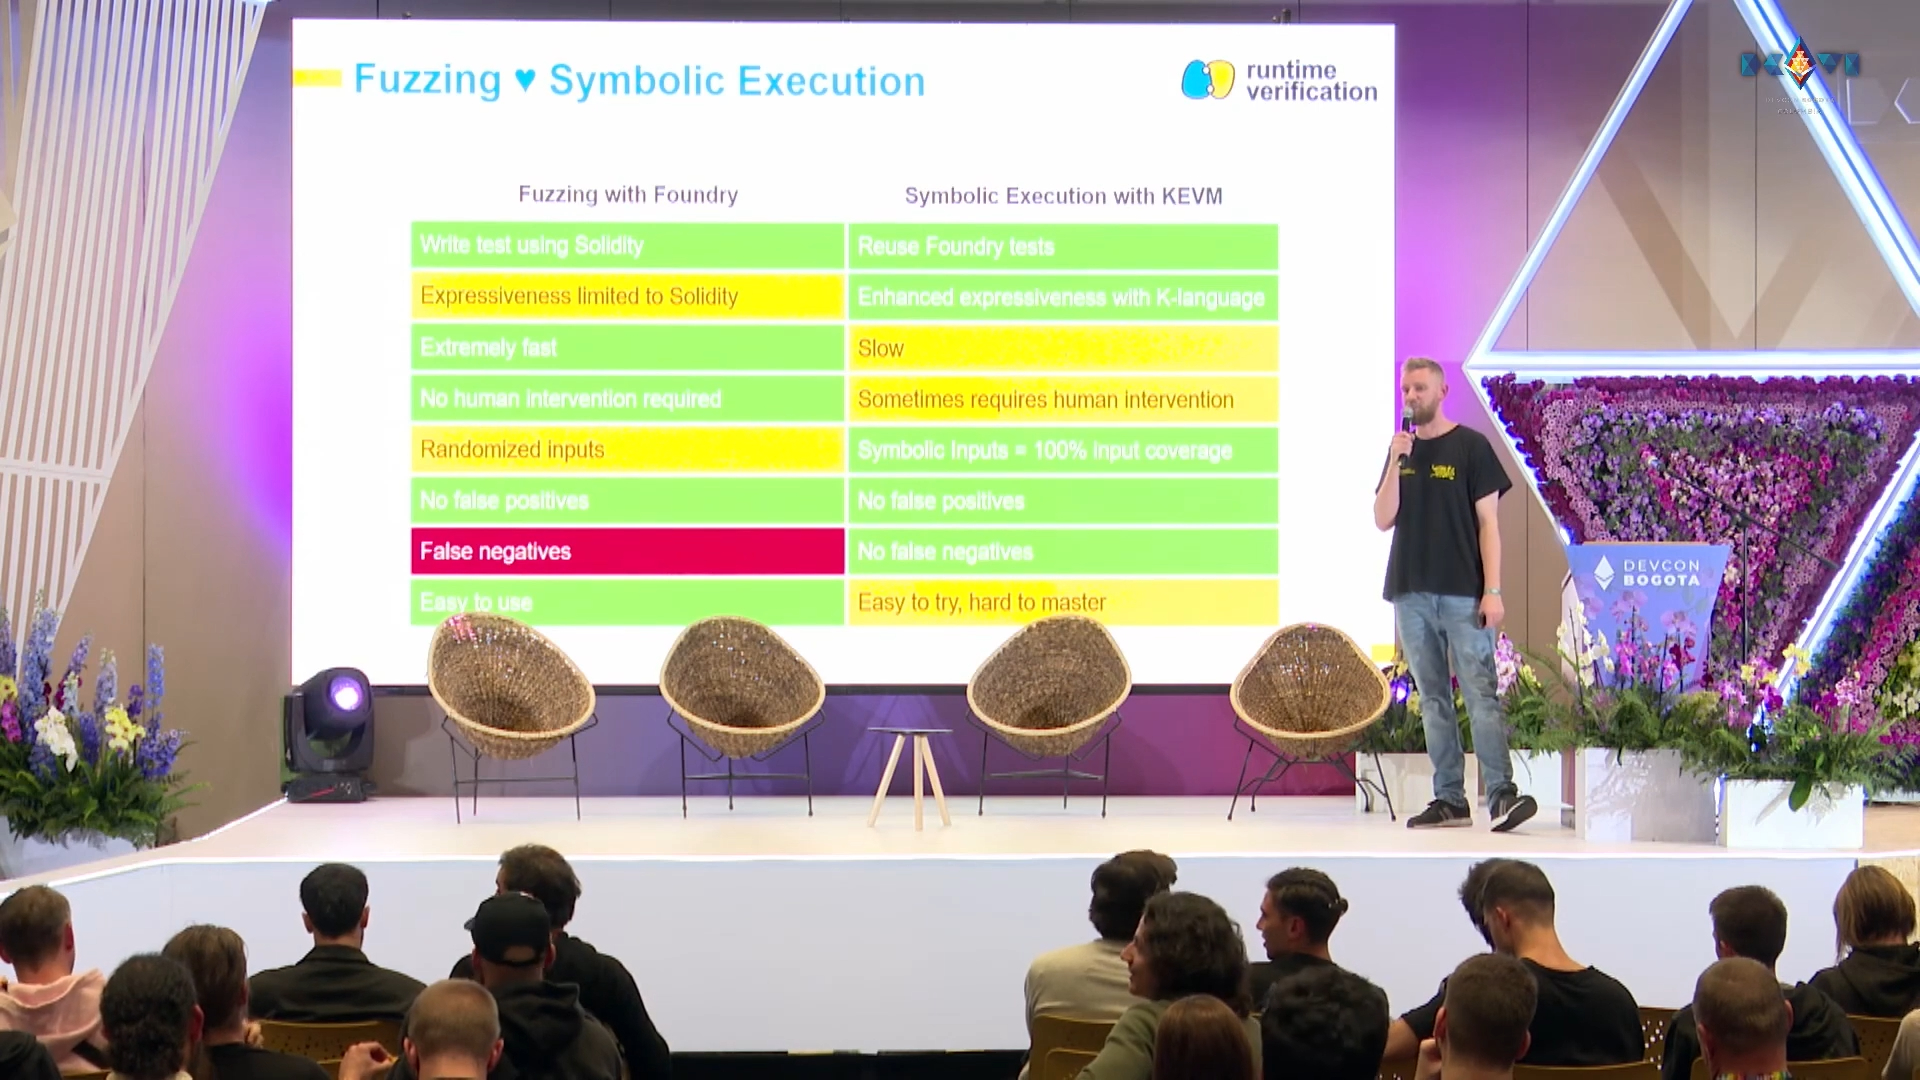 Fuzzing ♥ Symbolic Execution
runtime
verification
Fuzzing with Foundry
Symbolic Execution with KEVM
Write test using Solidity
Reuse Foundry tests
Expressiveness limited to Solidity
Enhanced expressiveness with K-language
Extremely fast
Slow
No human intervention required
Sometimes requires human intervention
Randomized inputs
Symbolic Inputs = 100% input coverage
No false positives
No false positives
False negatives
No false negatives
Easy to use
Easy to try, hard to master
DEVCON
BOGOTA